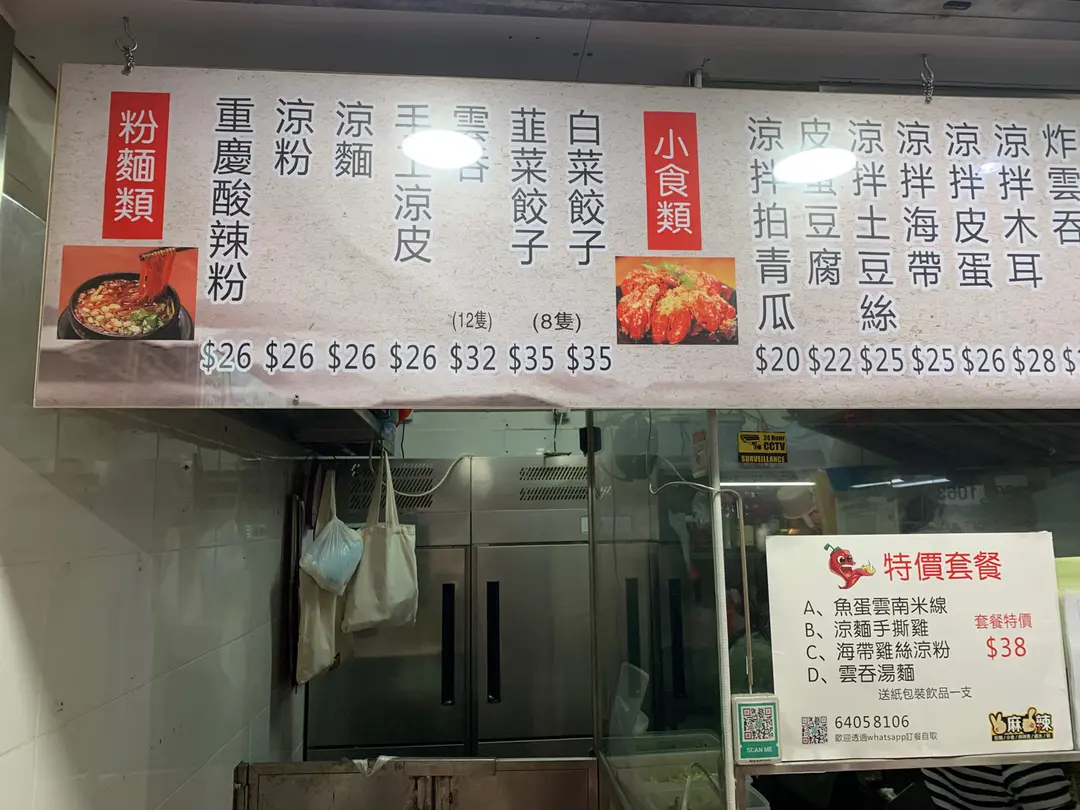 粉麵類
重慶酸辣粉
$26
涼粉
$26
涼麵
$26
手工涼皮
$26
雲吞
(12隻)
$32
韮菜餃子
(8隻)
$35
白菜餃子
$35
小食類
涼拌拍青瓜
$20
皮蛋豆腐
$22
涼拌土豆絲
$25
涼拌海帶
$25
涼拌皮蛋
$26
涼拌木耳
$28
炸雲吞
24 Hour
CCTV
SURVEILLANCE
特價套餐
A、魚蛋雲南米線
B、涼麵手撕雞
C、海帶雞絲涼粉
D、雲吞湯麵
套餐特價
$38
送紙包裝飲品一支
64058106
歡迎透過whatsapp訂餐自取
麻辣
SCAN ME